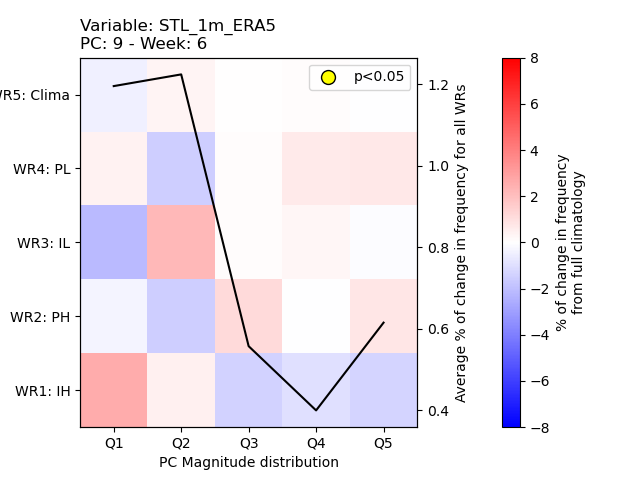 Variable: STL_1m_ERA5
PC: 9 - Week: 6
p<0.05
WR5: Clima
WR4: PL
WR3: IL
WR2: PH
WR1: IH
Q1 Q2 Q3 Q4 Q5
PC Magnitude distribution
1.2
1.0
0.8
0.6
0.4
Average % of change in frequency for all WRs
8
6
4
2
0
−2
−4
−6
−8
% of change in frequency
from full climatology